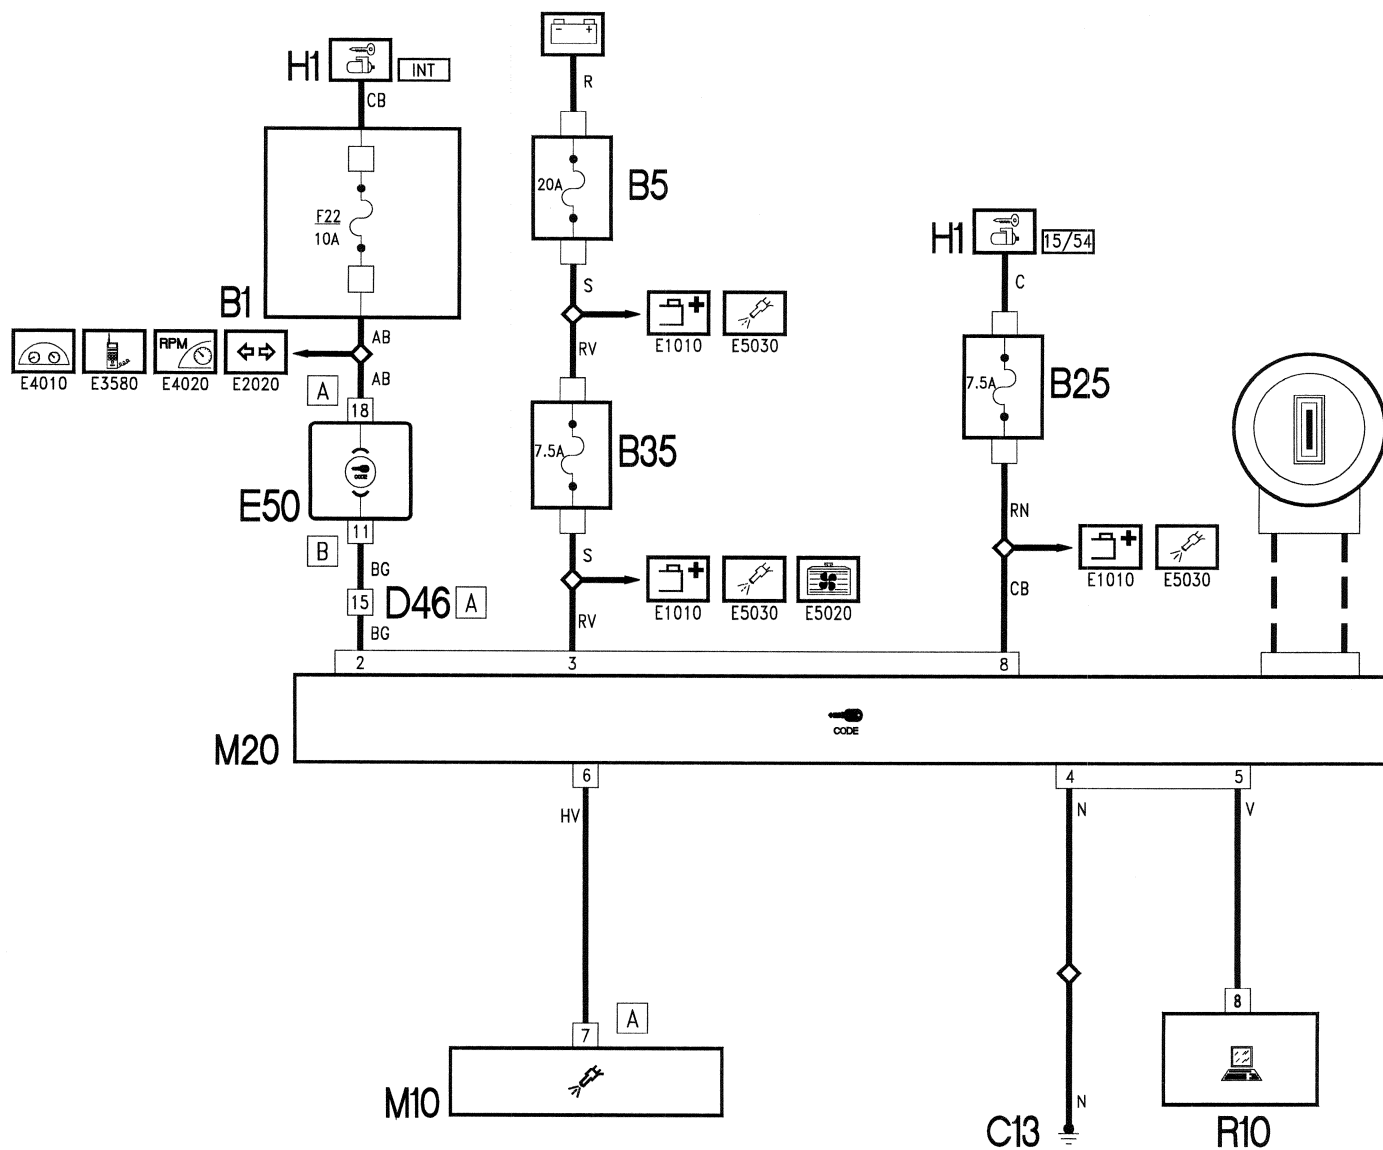 H1
INT
CB
R
F22
10A
B1
20A
B5
H1
15/54
C
S
E1010
E5030
RV
AB
E4010
E3580
RPM
E4020
E2020
AB
A
18
7.5A
B25
CODE
E50
11
B
7.5A
B35
RN
E1010
E5030
CB
S
E1010
E5030
E5020
RV
BG
15
D46
A
BG
2
3
8
M20
CODE
6
4
5
HV
N
V
A
7
M10
8
N
C13
R10